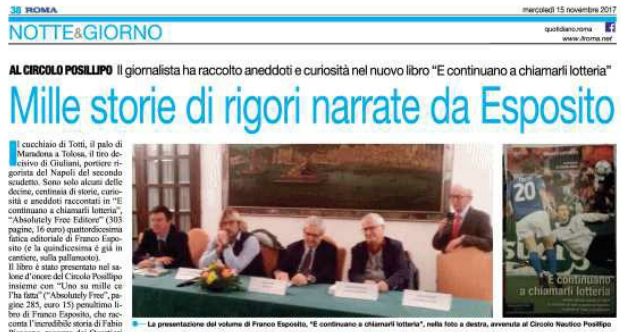 38 ROMA
mercoledì 15 novembre 2017
NOTTE&GIORNO
quotidiano.roma
www.ilroma.net
AL CIRCOLO POSILLIPO Il giornalista ha raccolto aneddoti e curiosità nel nuovo libro “E continuano a chiamarli lotteria”
Mille storie di rigori narrate da Esposito
Il cucchiaio di Totti, il palo di
Maradona a Tolosa, il tiro de-
cisivo di Giuliani, portiere ri-
gorista del Napoli del secondo
scudetto. Sono solo alcuni delle
decine, centinaia di storie, curio-
sità e aneddoti raccontati in “E
continuano a chiamarli lotteria”,
“Absolutely Free Editore” (303
pagine, 16 euro) quattordicesima
fatica editoriale di Franco Espo-
sito (e la quindicesima è già in
cantiere, sulla pallanuoto).
Il libro è stato presentato nel sa-
lone d'onore del Circolo Posillipo
insieme con “Uno su mille ce
l'ha fatta” (“Absolutely Free”, pa-
gine 285, euro 15) penultimo li-
bro di Franco Esposito, che rac-
conta l'incredibile storia di Fabio
20
E continuano
a chiamarli lotteria
La presentazione del volume di Franco Esposito, "E continuano a chiamarli lotteria", nella foto a destra, avvenuta al Circolo Nautico Posillipo